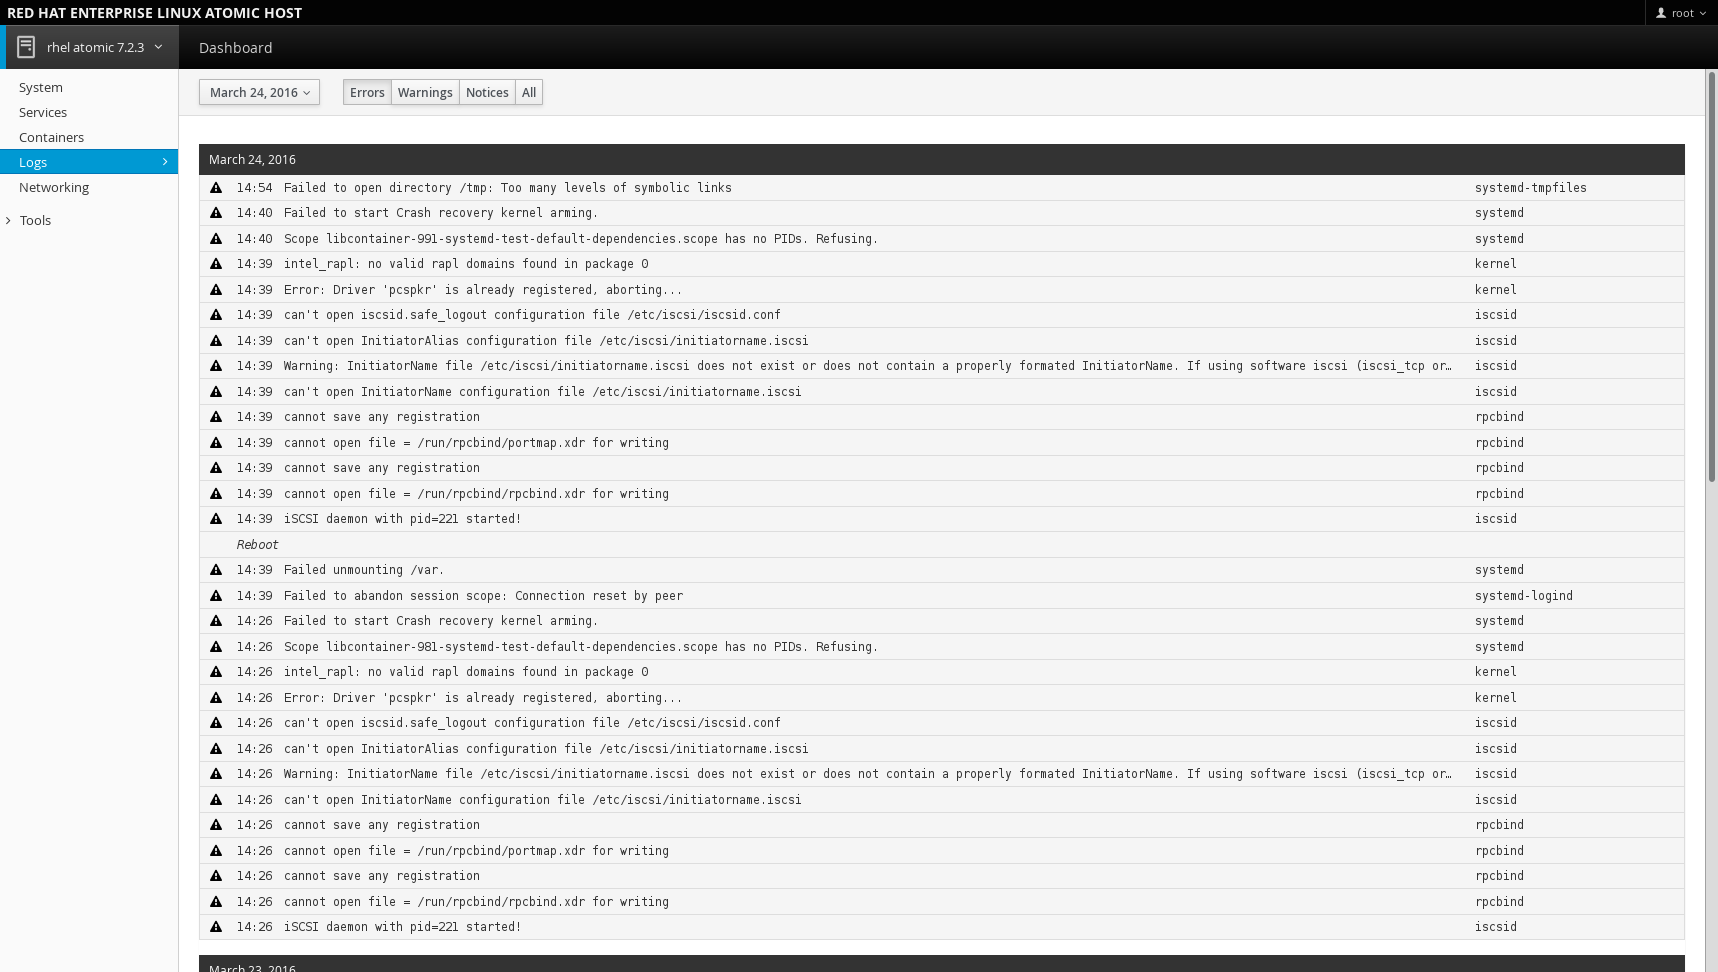 RED HAT ENTERPRISE LINUX ATOMIC HOST
root
rhel atomic 7.2.3
Dashboard
System
Services
Containers
Logs
Networking
Tools
March 24, 2016
Errors Warnings Notices All
March 24, 2016
14:54 Failed to open directory /tmp: Too many levels of symbolic links systemd-tmpfiles
14:40 Failed to start Crash recovery kernel arming. systemd
14:40 Scope libcontainer-991-systemd-test-default-dependencies.scope has no PIDs. Refusing. systemd
14:39 intel_rapl: no valid rapl domains found in package 0 kernel
14:39 Error: Driver 'pcspkr' is already registered, aborting... kernel
14:39 can't open iscsid.safe_logout configuration file /etc/iscsi/iscsid.conf iscsid
14:39 can't open InitiatorAlias configuration file /etc/iscsi/initiatorname.iscsi iscsid
14:39 Warning: InitiatorName file /etc/iscsi/initiatorname.iscsi does not exist or does not contain a properly formated InitiatorName. If using software iscsi (iscsi_tcp or… iscsid
14:39 can't open InitiatorName configuration file /etc/iscsi/initiatorname.iscsi iscsid
14:39 cannot save any registration rpcbind
14:39 cannot open file = /run/rpcbind/portmap.xdr for writing rpcbind
14:39 cannot save any registration rpcbind
14:39 cannot open file = /run/rpcbind/rpcbind.xdr for writing rpcbind
14:39 iSCSI daemon with pid=221 started! iscsid
Reboot
14:39 Failed unmounting /var. systemd
14:39 Failed to abandon session scope: Connection reset by peer systemd-logind
14:26 Failed to start Crash recovery kernel arming. systemd
14:26 Scope libcontainer-981-systemd-test-default-dependencies.scope has no PIDs. Refusing. systemd
14:26 intel_rapl: no valid rapl domains found in package 0 kernel
14:26 Error: Driver 'pcspkr' is already registered, aborting... kernel
14:26 can't open iscsid.safe_logout configuration file /etc/iscsi/iscsid.conf iscsid
14:26 can't open InitiatorAlias configuration file /etc/iscsi/initiatorname.iscsi iscsid
14:26 Warning: InitiatorName file /etc/iscsi/initiatorname.iscsi does not exist or does not contain a properly formated InitiatorName. If using software iscsi (iscsi_tcp or… iscsid
14:26 can't open InitiatorName configuration file /etc/iscsi/initiatorname.iscsi iscsid
14:26 cannot save any registration rpcbind
14:26 cannot open file = /run/rpcbind/portmap.xdr for writing rpcbind
14:26 cannot save any registration rpcbind
14:26 cannot open file = /run/rpcbind/rpcbind.xdr for writing rpcbind
14:26 iSCSI daemon with pid=221 started! iscsid
March 23, 2016